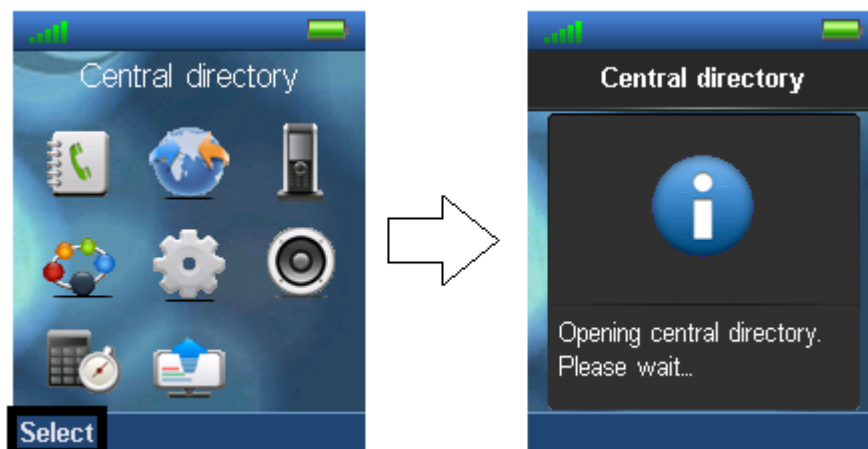 Central directory
Select
Central directory
Opening central directory.
Please wait...